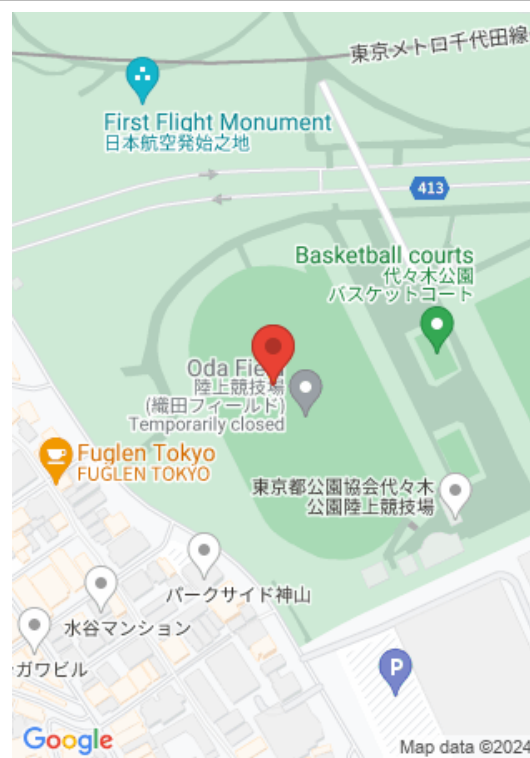 東京メトロ千代田線
First Flight Monument
日本航空発始之地
413
Basketball courts
代々木公園
バスケットコート
Oda Fi
陸上競技場
(織田フィールド)
Temporarily closed
Fuglen Tokyo
FUGLEN TOKYO
東京都公園協会代々木
公園陸上競技場
パークサイド神山
水谷マンション
ガワビル
P
Google
Map data ©2024